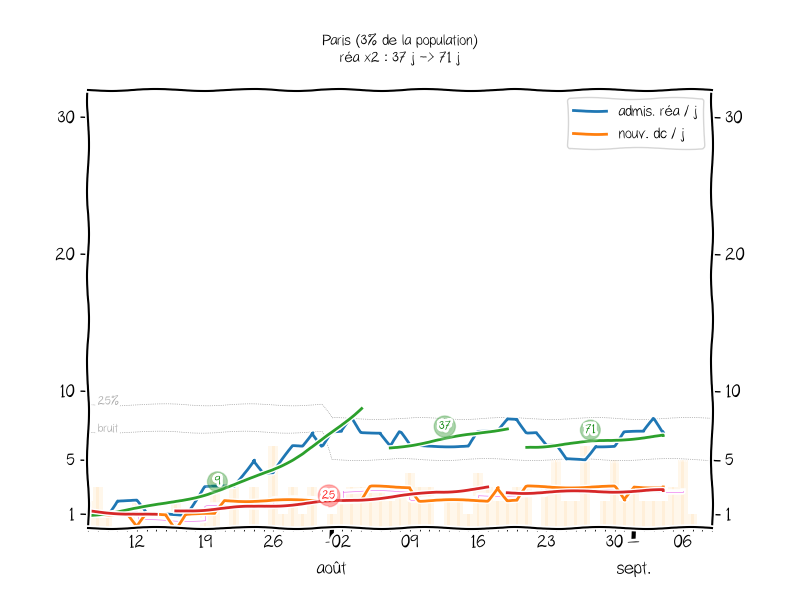 Paris (3% de la population)
réa x2 : 37 j -> 71 j
admis. réa / j
nouv. dc / j
30
30
20
20
10
10
25%
bruit
5
5
9
37
71
25
1
1
12 19 26 02 09 16 23 30 06
août sept.